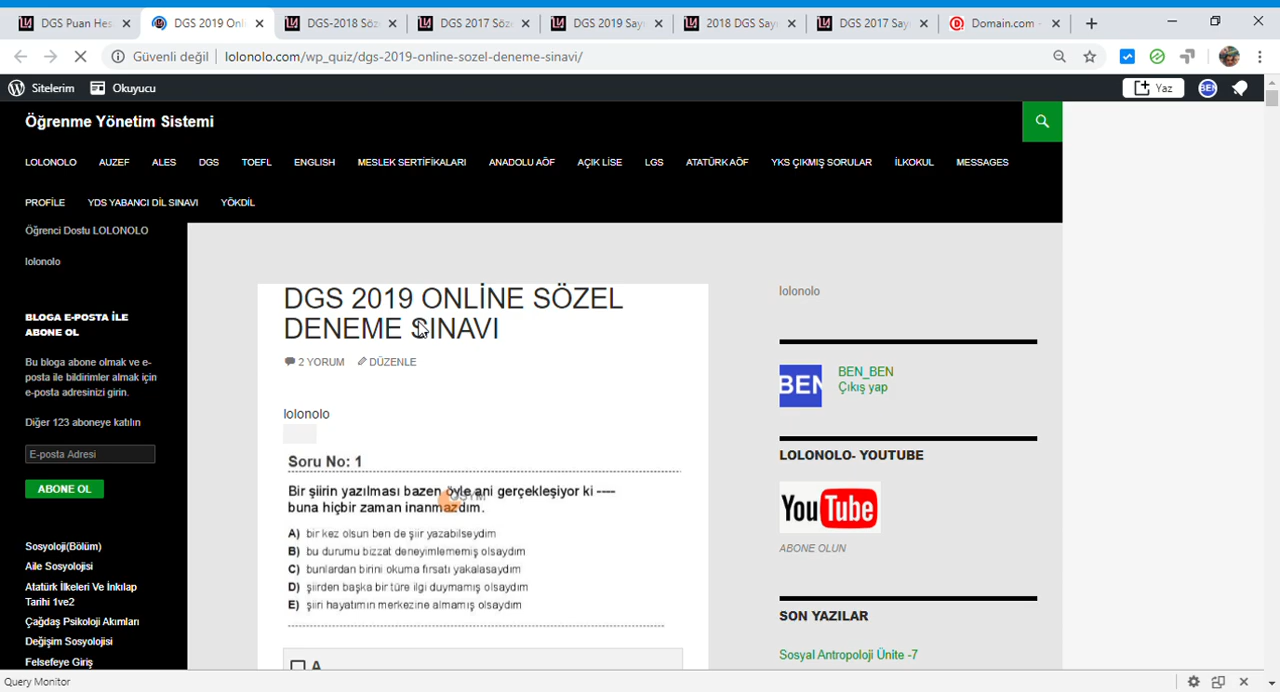 DGS Puan Hes
DGS 2019 Onli
DGS-2018 Söz
DGS 2017 Söz
DGS 2019 Sayı
2018 DGS Say
DGS 2017 Say
Domain.com -
Güvenli değil
lolonolo.com/wp_quiz/dgs-2019-online-sozel-deneme-sinavi/
Sitelerim
Okuyucu
Yaz
BEN
Öğrenme Yönetim Sistemi
LOLONOLO AUZEF ALES DGS TOEFL ENGLISH MESLEK SERTİFİKALARI ANADOLU AÖF AÇIK LİSE LGS ATATÜRK AÖF YKS ÇIKMIŞ SORULAR İLKOKUL MESSAGES
PROFİLE YDS YABANCI DİL SINAVI YÖKDİL
Öğrenci Dostu LOLONOLO
lolonolo
BLOGA E-POSTA İLE
ABONE OL
Bu bloga abone olmak ve e-
posta ile bildirimler almak için
e-posta adresinizi girin.
Diğer 123 aboneye katılın
E-posta Adresi
ABONE OL
Sosyoloji(Bölüm)
Aile Sosyolojisi
Atatürk İlkeleri Ve İnkılap
Tarihi 1ve2
Çağdaş Psikoloji Akımları
Değişim Sosyolojisi
Felsefeye Giriş
DGS 2019 ONLİNE SÖZEL
DENEME SINAVI
2 YORUM DÜZENLE
lolonolo
Soru No: 1
Bir şiirin yazılması bazen öyle ani gerçekleşiyor ki ----
buna hiçbir zaman inanmazdım.
A) bir kez olsun ben de şiir yazabilseydim
B) bu durumu bizzat deneyimlememiş olsaydım
C) bunlardan birini okuma fırsatı yakalasaydım
D) şiirden başka bir türe ilgi duymamış olsaydım
E) şiiri hayatımın merkezine almamış olsaydım
A
lolonolo
BEN
BEN_BEN
Çıkış yap
LOLONOLO- YOUTUBE
YouTube
ABONE OLUN
SON YAZILAR
Sosyal Antropoloji Ünite -7
Query Monitor